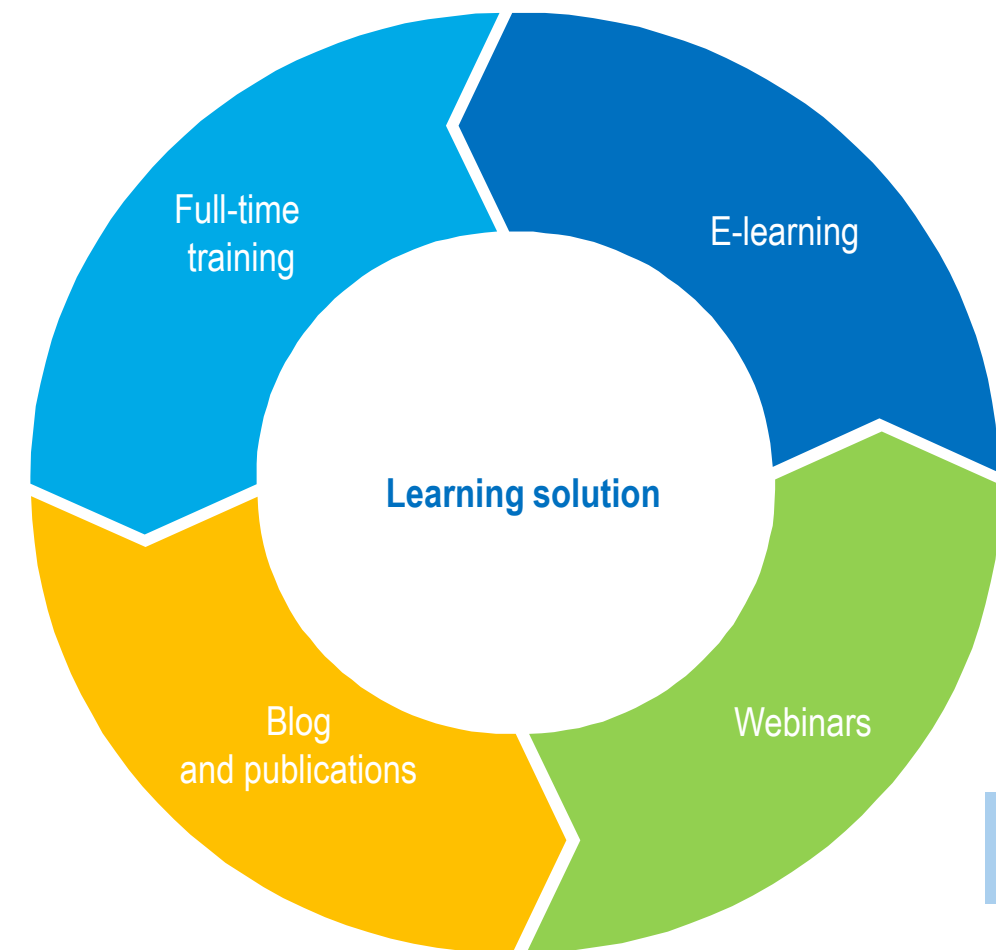 Full-time
training
E-learning
Learning solution
Blog
and publications
Webinars